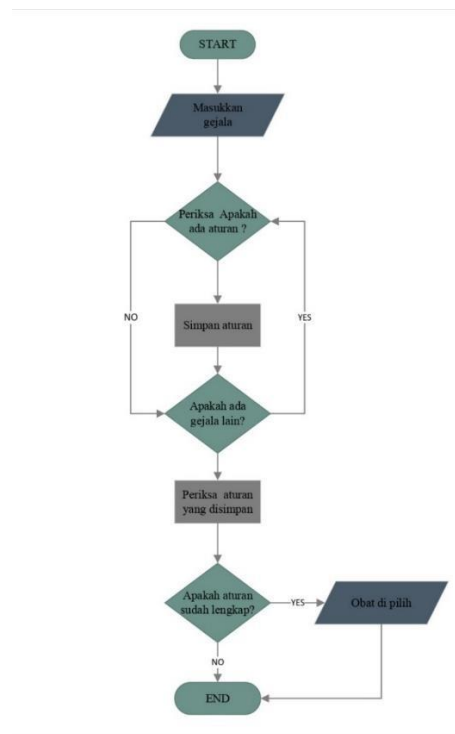 START
Masukkan
gejala
Periksa Apakah
ada aturan ?
NO
YES
Simpan aturan
Apakah ada
gejala lain?
Periksa aturan
yang disimpan
Apakah aturan
sudah lengkap?
YES
Obat di pilih
NO
END